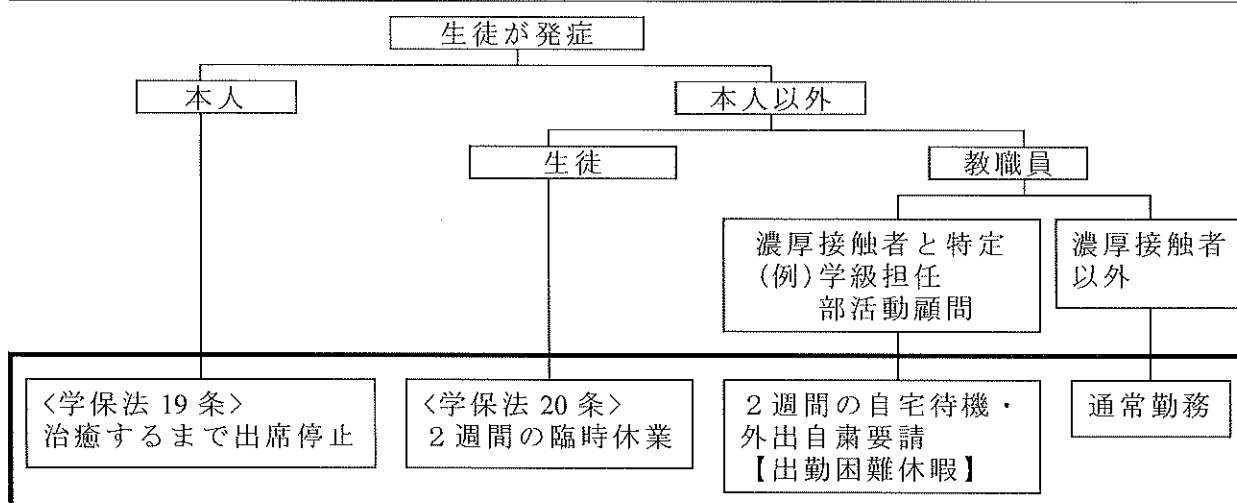 生徒が発症
本人
本人以外
生徒
教職員
濃厚接触者と特定
(例)学級担任
部活動顧問
濃厚接触者
以外
<学保法 19 条>
治癒するまで出席停止
<学保法 20 条>
２週間の臨時休業
２週間の自宅待機・
外出自粛要請
【出勤困難休暇】
通常勤務